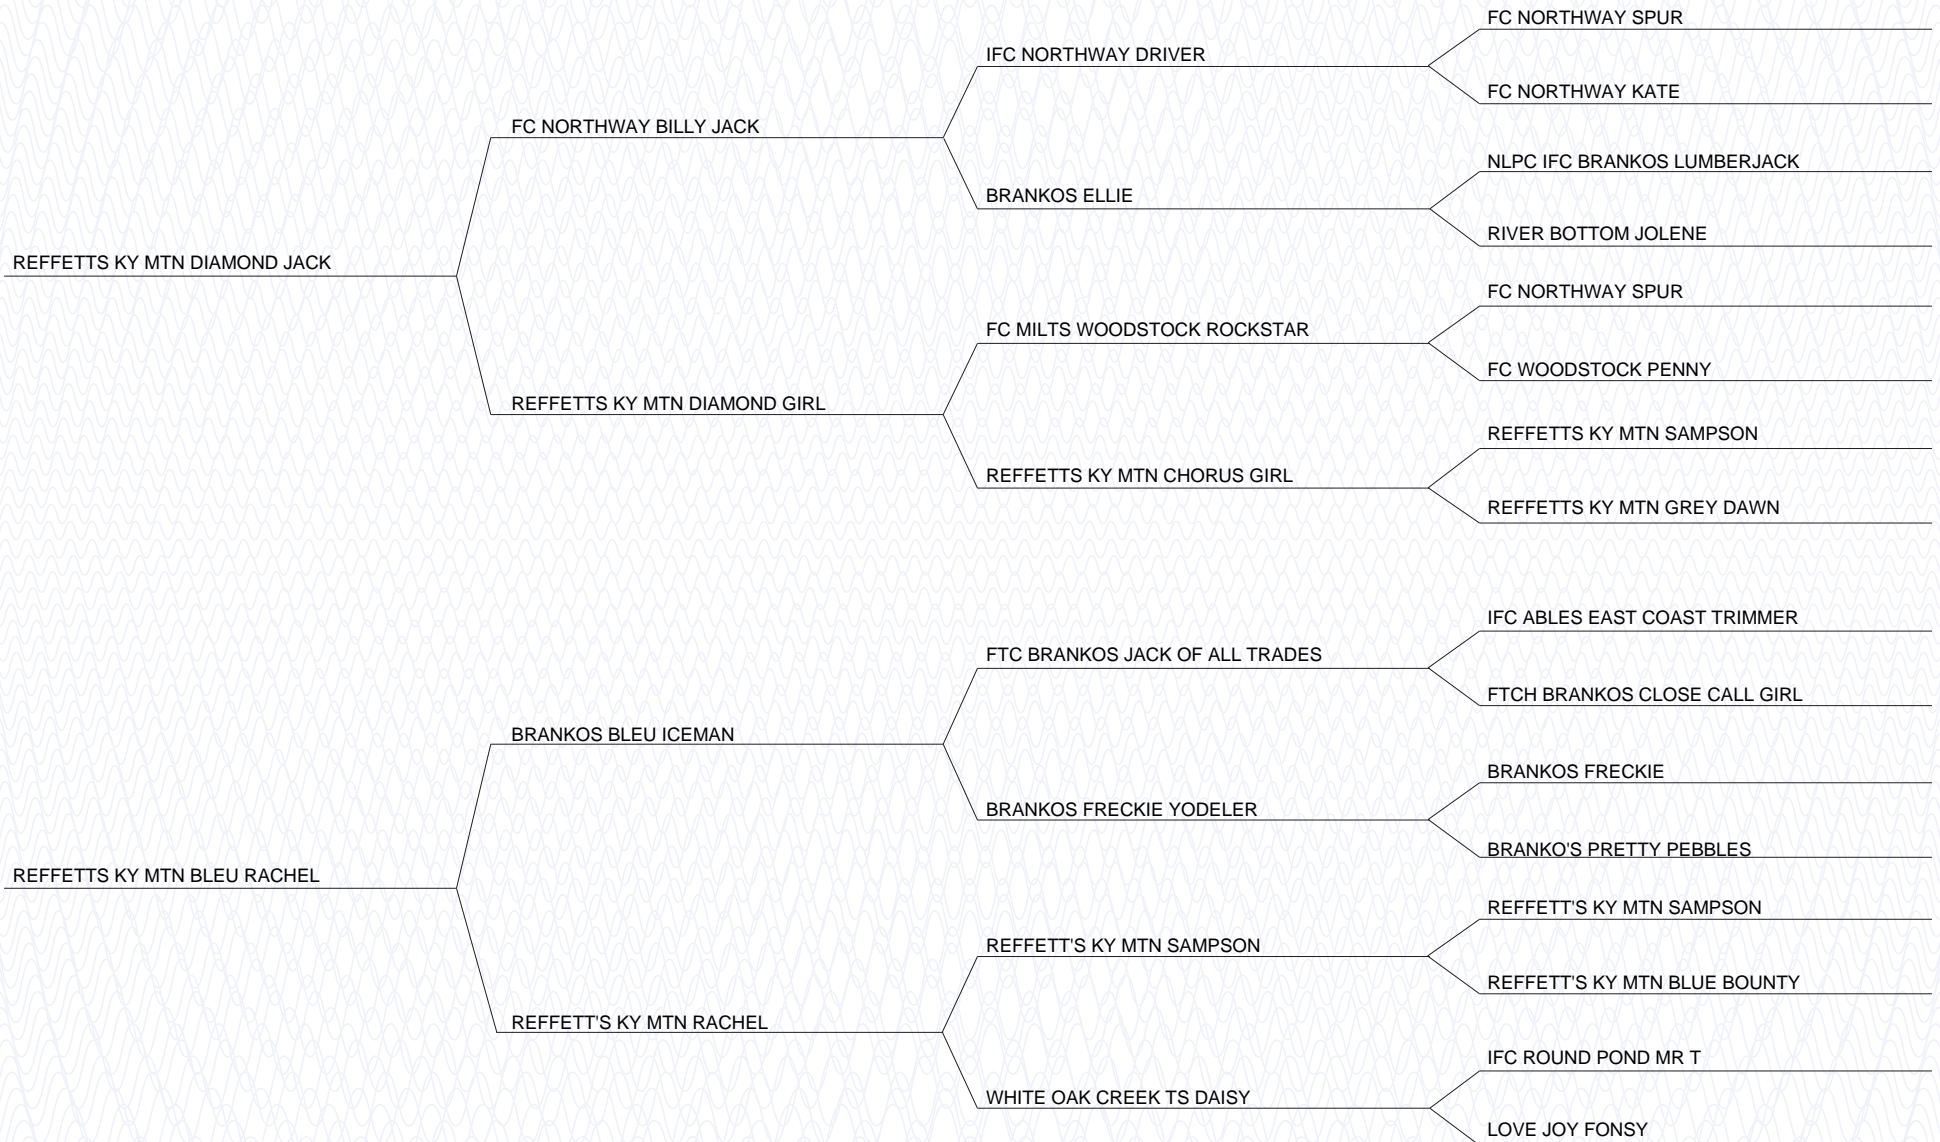 FC NORTHWAY SPUR
IFC NORTHWAY DRIVER
FC NORTHWAY KATE
FC NORTHWAY BILLY JACK
NLPC IFC BRANKOS LUMBERJACK
BRANKOS ELLIE
RIVER BOTTOM JOLENE
REFFETTS KY MTN DIAMOND JACK
FC NORTHWAY SPUR
FC MILTS WOODSTOCK ROCKSTAR
FC WOODSTOCK PENNY
REFFETTS KY MTN DIAMOND GIRL
REFFETTS KY MTN SAMPSON
REFFETTS KY MTN CHORUS GIRL
REFFETTS KY MTN GREY DAWN
IFC ABLES EAST COAST TRIMMER
FTC BRANKOS JACK OF ALL TRADES
FTCH BRANKOS CLOSE CALL GIRL
BRANKOS BLEU ICEMAN
BRANKOS FRECKIE
BRANKOS FRECKIE YODELER
BRANKO'S PRETTY PEBBLES
REFFETTS KY MTN BLEU RACHEL
REFFETT'S KY MTN SAMPSON
REFFETT'S KY MTN SAMPSON
REFFETT'S KY MTN BLUE BOUNTY
REFFETT'S KY MTN RACHEL
IFC ROUND POND MR T
WHITE OAK CREEK TS DAISY
LOVE JOY FONSY